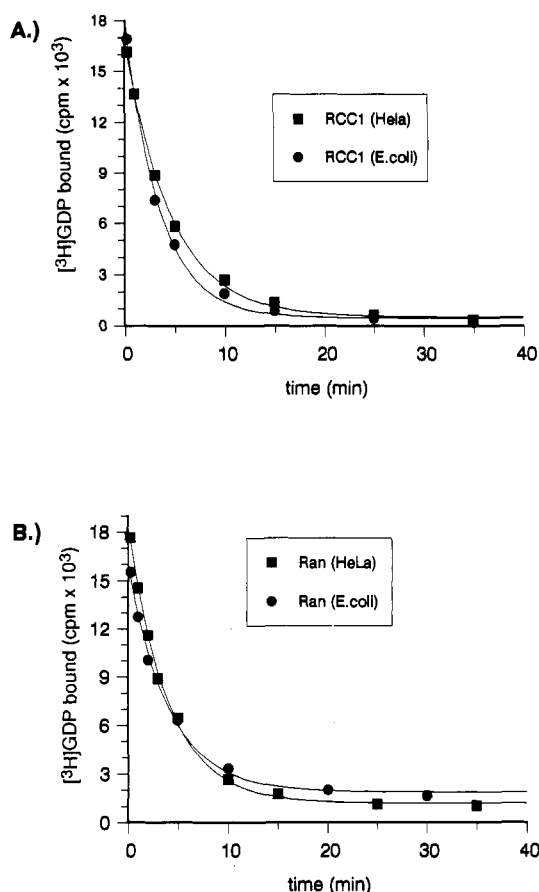 A.)
[³H]GDP bound (cpm x 10³)
18
15
12
9
6
3
0
■ RCC1 (Hela)
● RCC1 (E.coli)
0 10 20 30 40
time (min)
B.)
[³H]GDP bound (cpm x 10³)
18
15
12
9
6
3
0
■ Ran (HeLa)
● Ran (E.coli)
0 10 20 30 40
time (min)